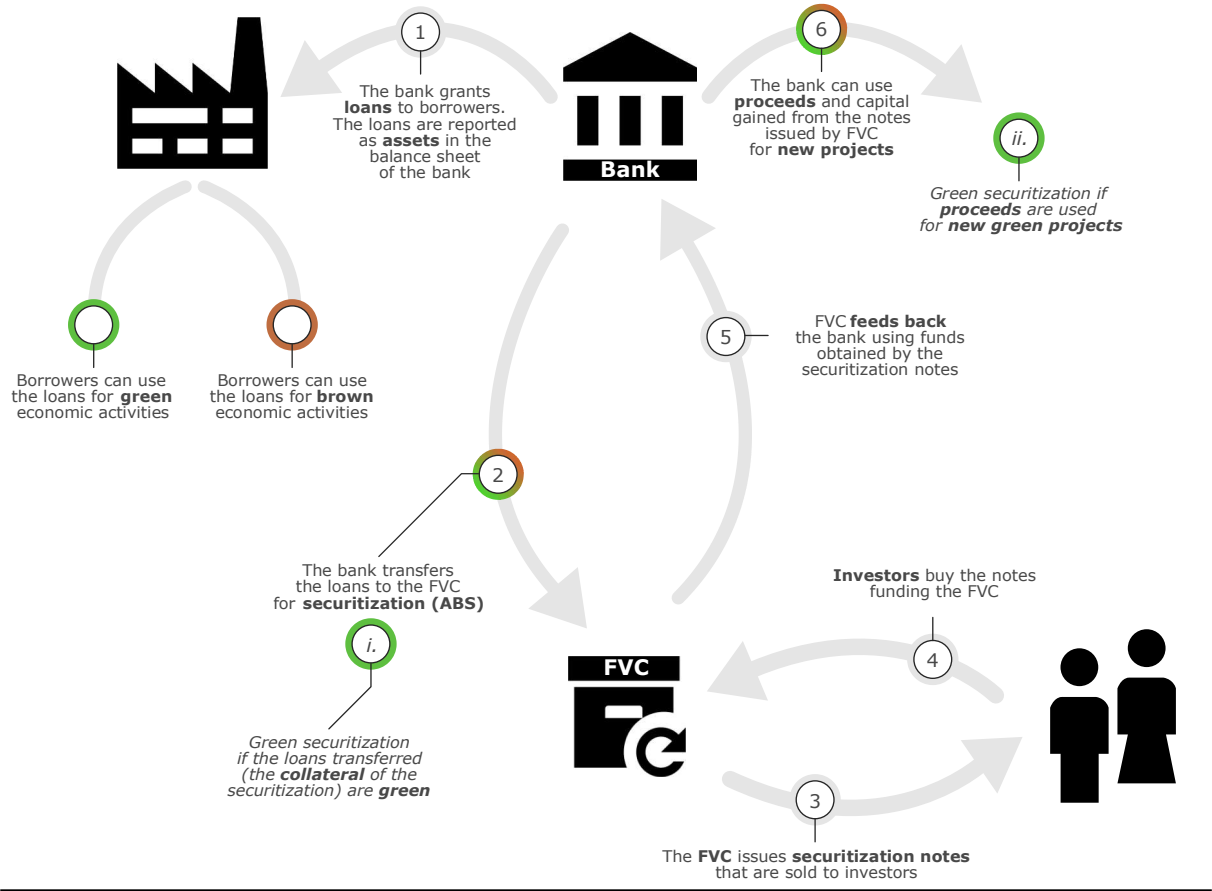 1
The bank grants
loans to borrowers.
The loans are reported
as assets in the
balance sheet
of the bank
Bank
6
The bank can use
proceeds and capital
gained from the notes
issued by FVC
for new projects
ii.
Green securitization if
proceeds are used
for new green projects
Borrowers can use
the loans for green
economic activities
Borrowers can use
the loans for brown
economic activities
5
FVC feeds back
the bank using funds
obtained by the
securitization notes
2
The bank transfers
the loans to the FVC
for securitization (ABS)
i.
Green securitization
if the loans transferred
(the collateral of the
securitization) are green
FVC
Investors buy the notes
funding the FVC
4
3
The FVC issues securitization notes
that are sold to investors